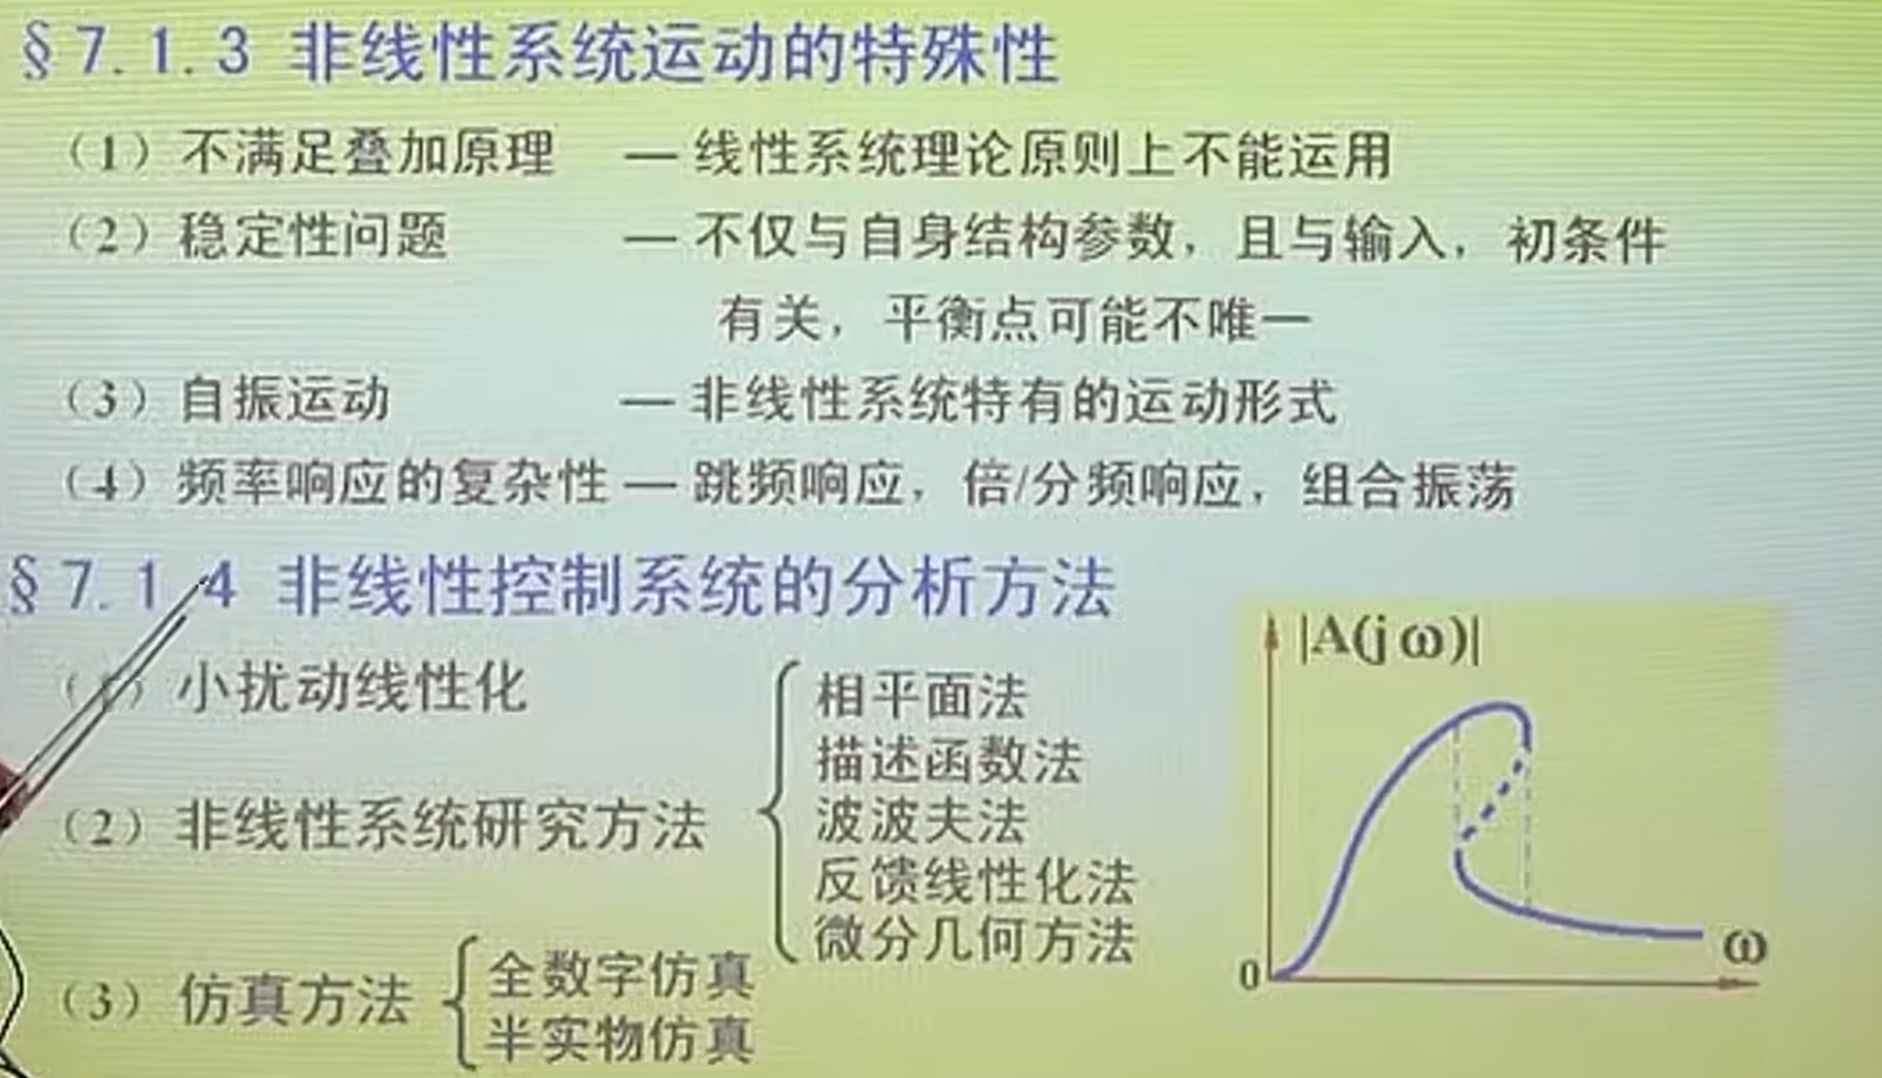 §7.1.3 非线性系统运动的特殊性
（1）不满足叠加原理 — 线性系统理论原则上不能运用
（2）稳定性问题 — 不仅与自身结构参数，且与输入，初条件
有关，平衡点可能不唯一
（3）自振运动 — 非线性系统特有的运动形式
（4）频率响应的复杂性 — 跳频响应，倍/分频响应，组合振荡
§7.1.4 非线性控制系统的分析方法
（1）小扰动线性化
（2）非线性系统研究方法
相平面法
描述函数法
波波夫法
反馈线性化法
微分几何方法
（3）仿真方法
全数字仿真
半实物仿真
|A(jω)|
ω
0